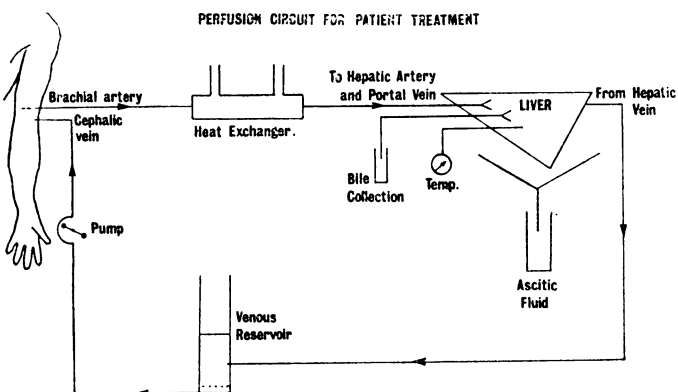 PERFUSION CIRCUIT FOR PATIENT TREATMENT
To Hepatic Artery
and Portal Vein
Brachial artery
Cephalic
vein
Heat Exchanger.
LIVER
From Hepatic
Vein
Bile
Collection
Temp.
Pump
Ascitic
Fluid
Venous
Reservoir